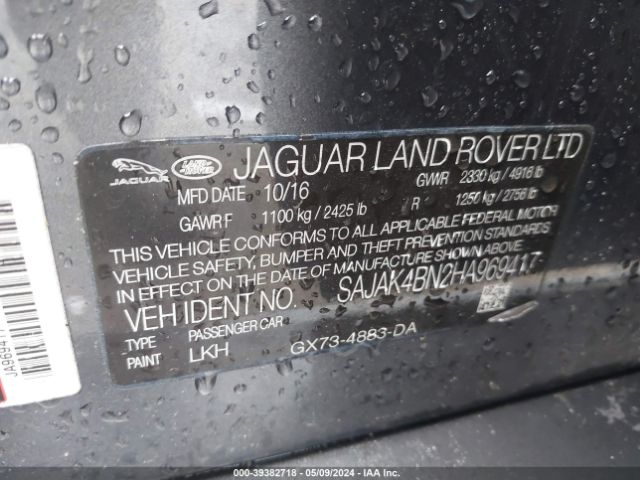 JAGUAR LAND-ROVER JAGUAR LAND ROVER LTD
MFD DATE 10/16 GVWR 2330 kg / 4916 lb
GAWR F 1100 kg / 2425 lb R 1250 kg / 2756 lb
THIS VEHICLE CONFORMS TO ALL APPLICABLE FEDERAL MOTOR
VEHICLE SAFETY, BUMPER AND THEFT PREVENTION STANDARDS
IN EFFECT ON THE DATE OF MANUFACTURE SHOWN ABOVE.
VEH IDENT NO. SAJAK4BN2HA969417
TYPE PASSENGER CAR
PAINT LKH GX73-4883-DA
JA969417
000-39382718 - 05/09/2024 - IAA Auctions